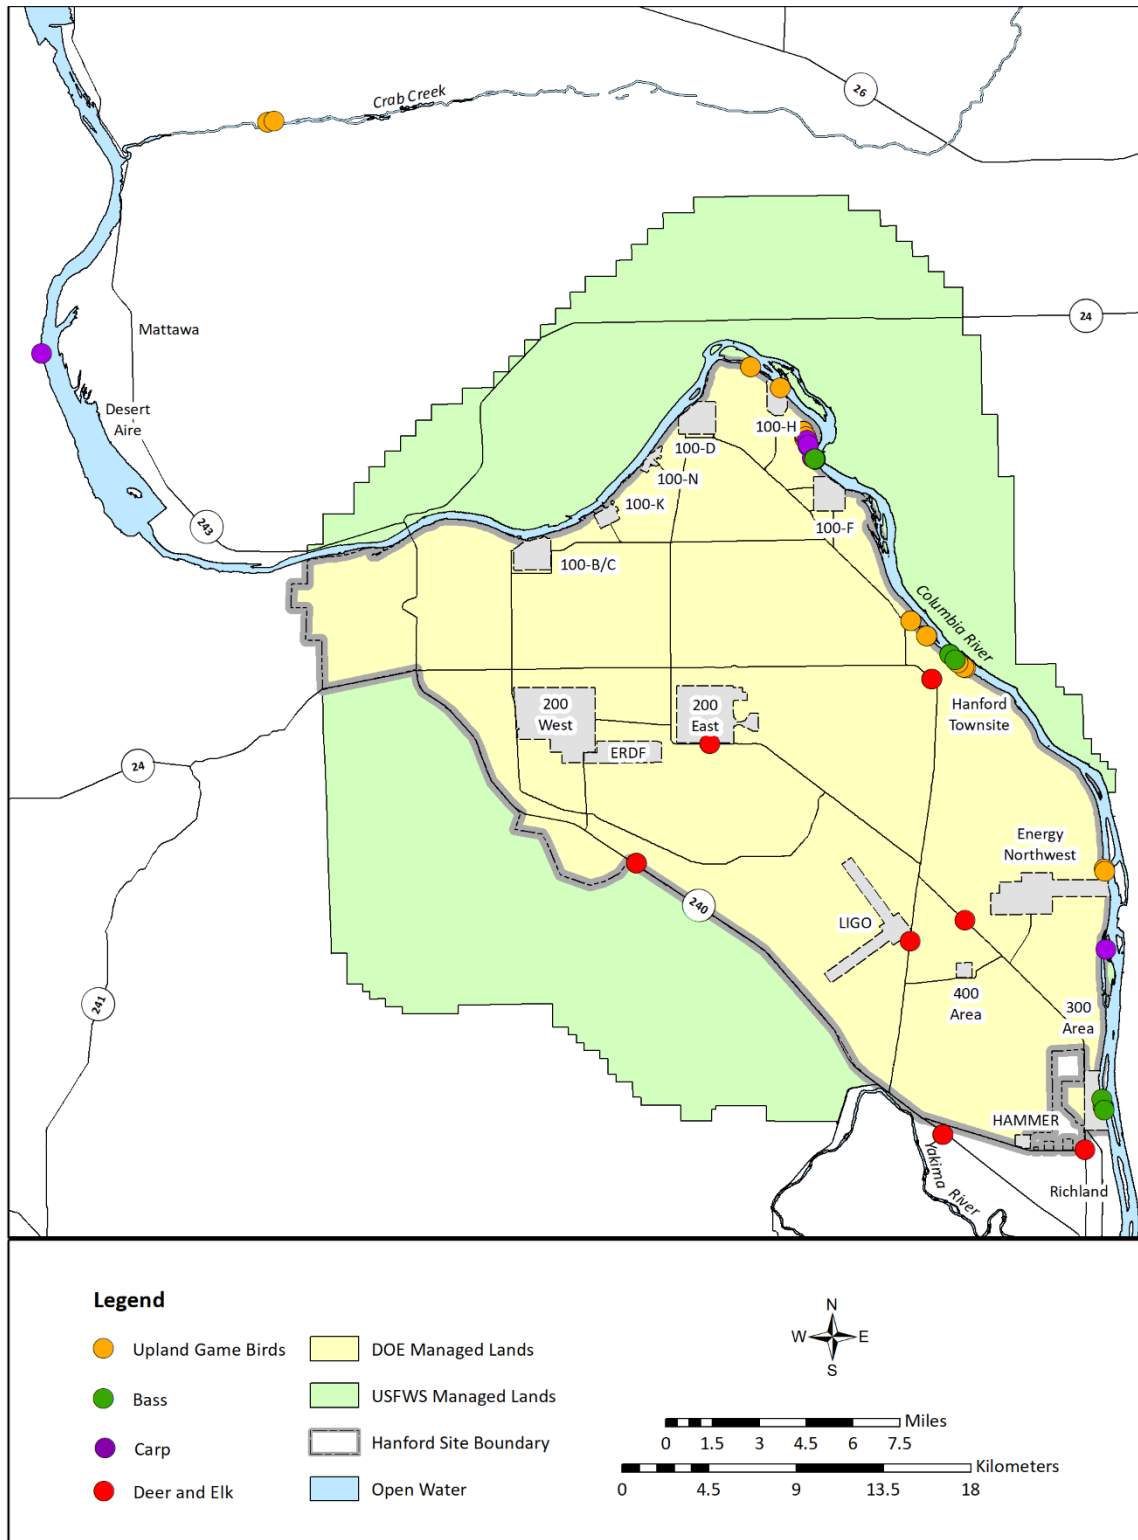 Crab Creek
26
Mattawa
24
Desert
Aire
100-H
100-D
100-N
100-K
243
100-F
100-B/C
Columbia River
200
West
200
East
Hanford
Townsite
ERDF
24
Energy
Northwest
240
LIGO
241
400
Area
300
Area
HAMMER
Yakima River
Richland
Legend
Upland Game Birds
Bass
Carp
Deer and Elk
DOE Managed Lands
USFWS Managed Lands
Hanford Site Boundary
Open Water
N
W E
S
Miles
0 1.5 3 4.5 6 7.5
Kilometers
0 4.5 9 13.5 18